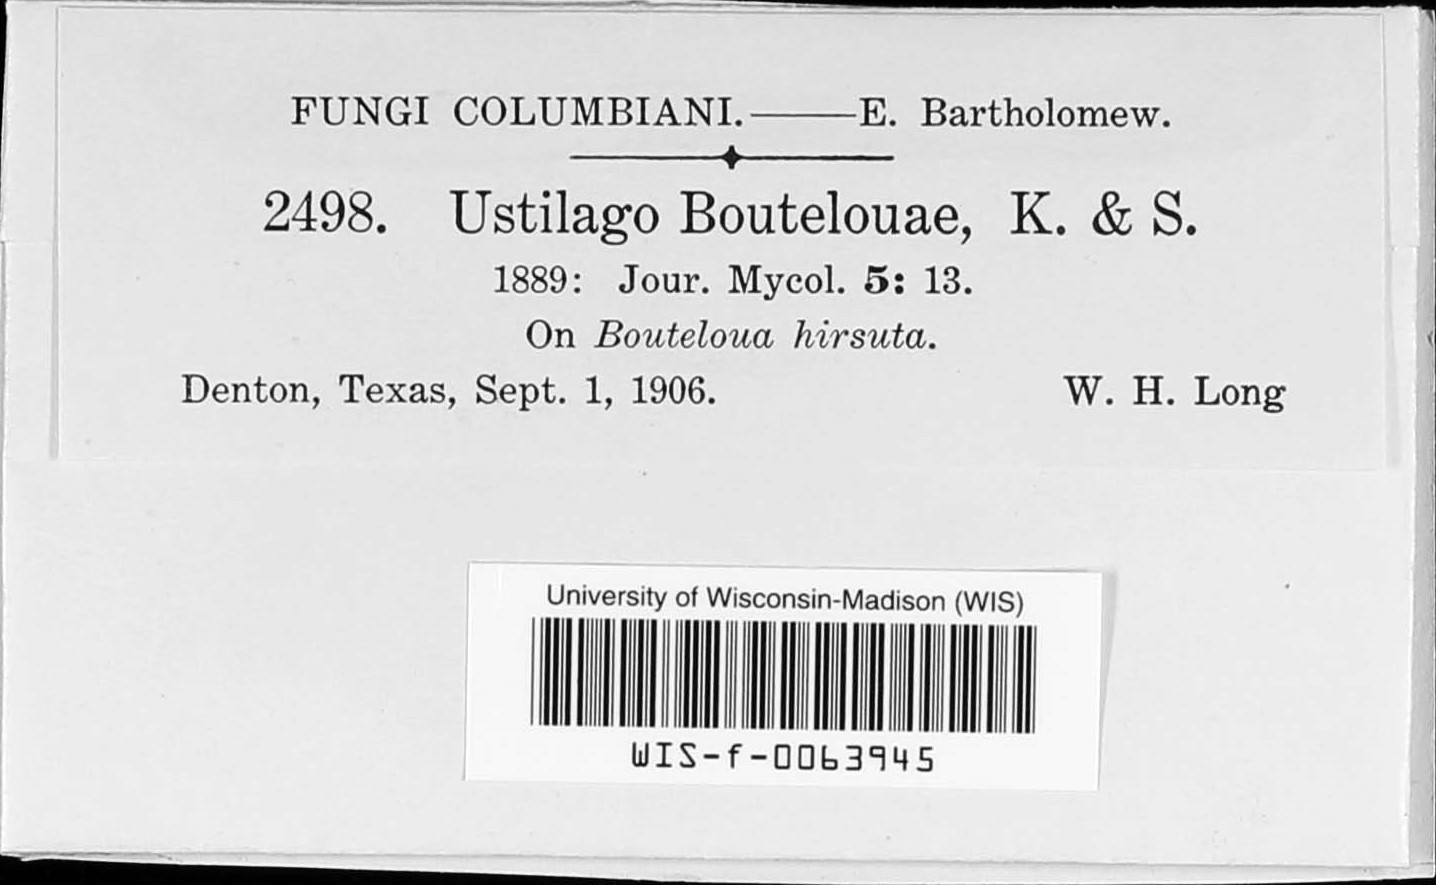 FUNGI COLUMBIANI.——E. Bartholomew.
2498. Ustilago Boutelouae, K. & S.
1889: Jour. Mycol. 5: 13.
On Bouteloua hirsuta.
Denton, Texas, Sept. 1, 1906. W. H. Long
University of Wisconsin-Madison (WIS)
WIS-f-0063945